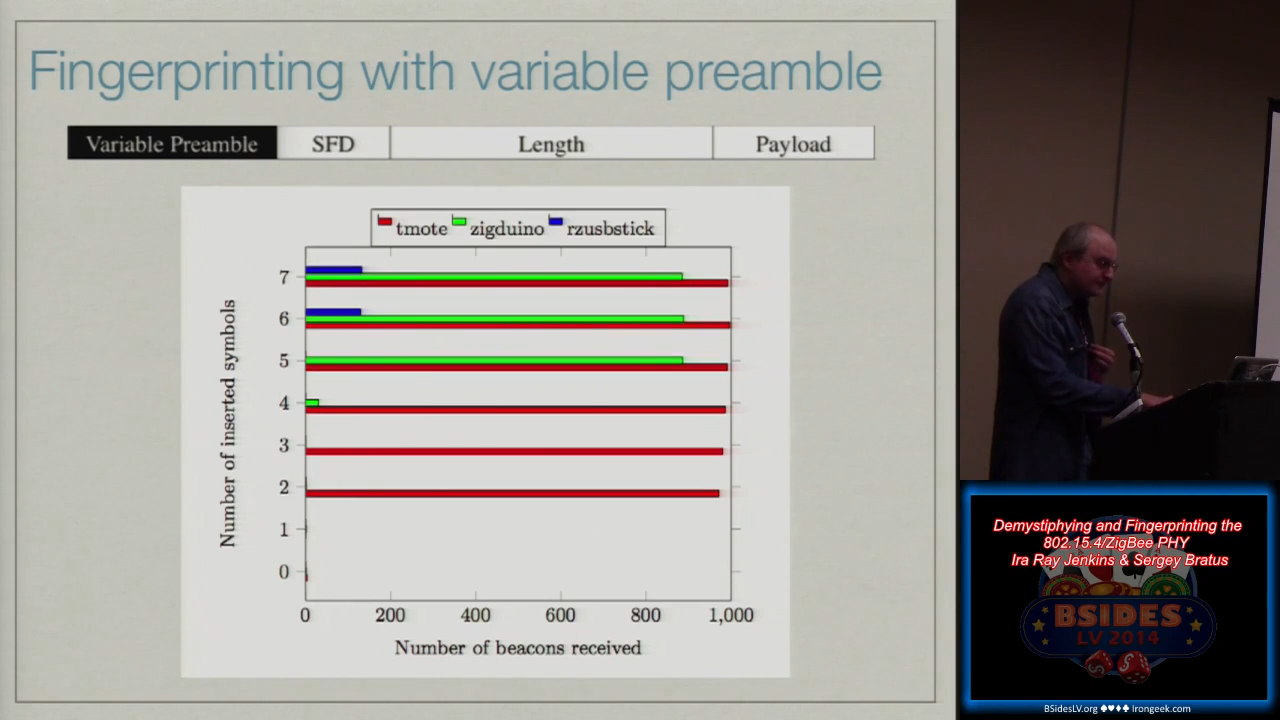 Fingerprinting with variable preamble
Variable Preamble SFD Length Payload
tmote zigduino rzusbstick
7
6
5
4
3
2
1
0
Number of inserted symbols
0 200 400 600 800 1,000
Number of beacons received
Demystiphying and Fingerprinting the
802.15.4/ZigBee PHY
Ira Ray Jenkins & Sergey Bratus
BSIDES
LV 2014
BSidesLV.org ♠♥♦♣ Irongeek.com